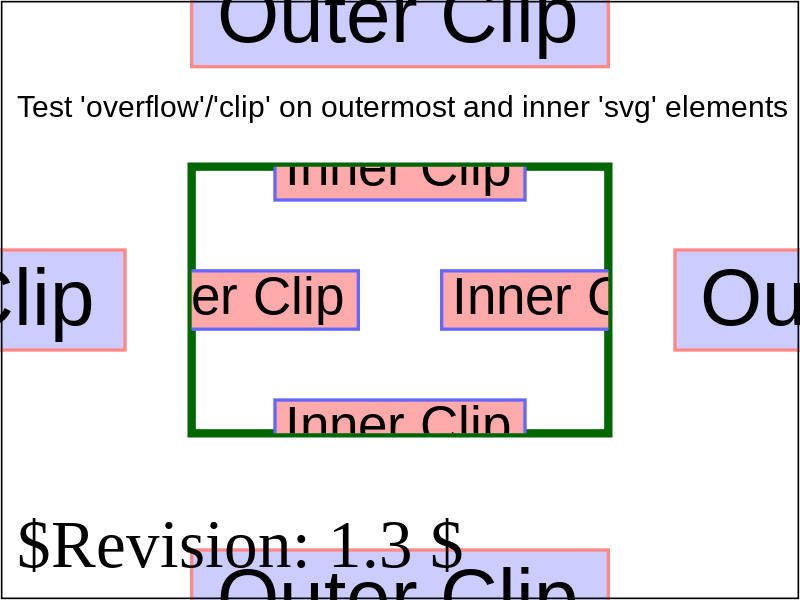 Outer Clip
Test 'overflow'/'clip' on outermost and inner 'svg' elements
Inner Clip
Clip
er Clip
Inner C
Ou
Inner Clip
$Revision: 1.3 $
Outer Clip